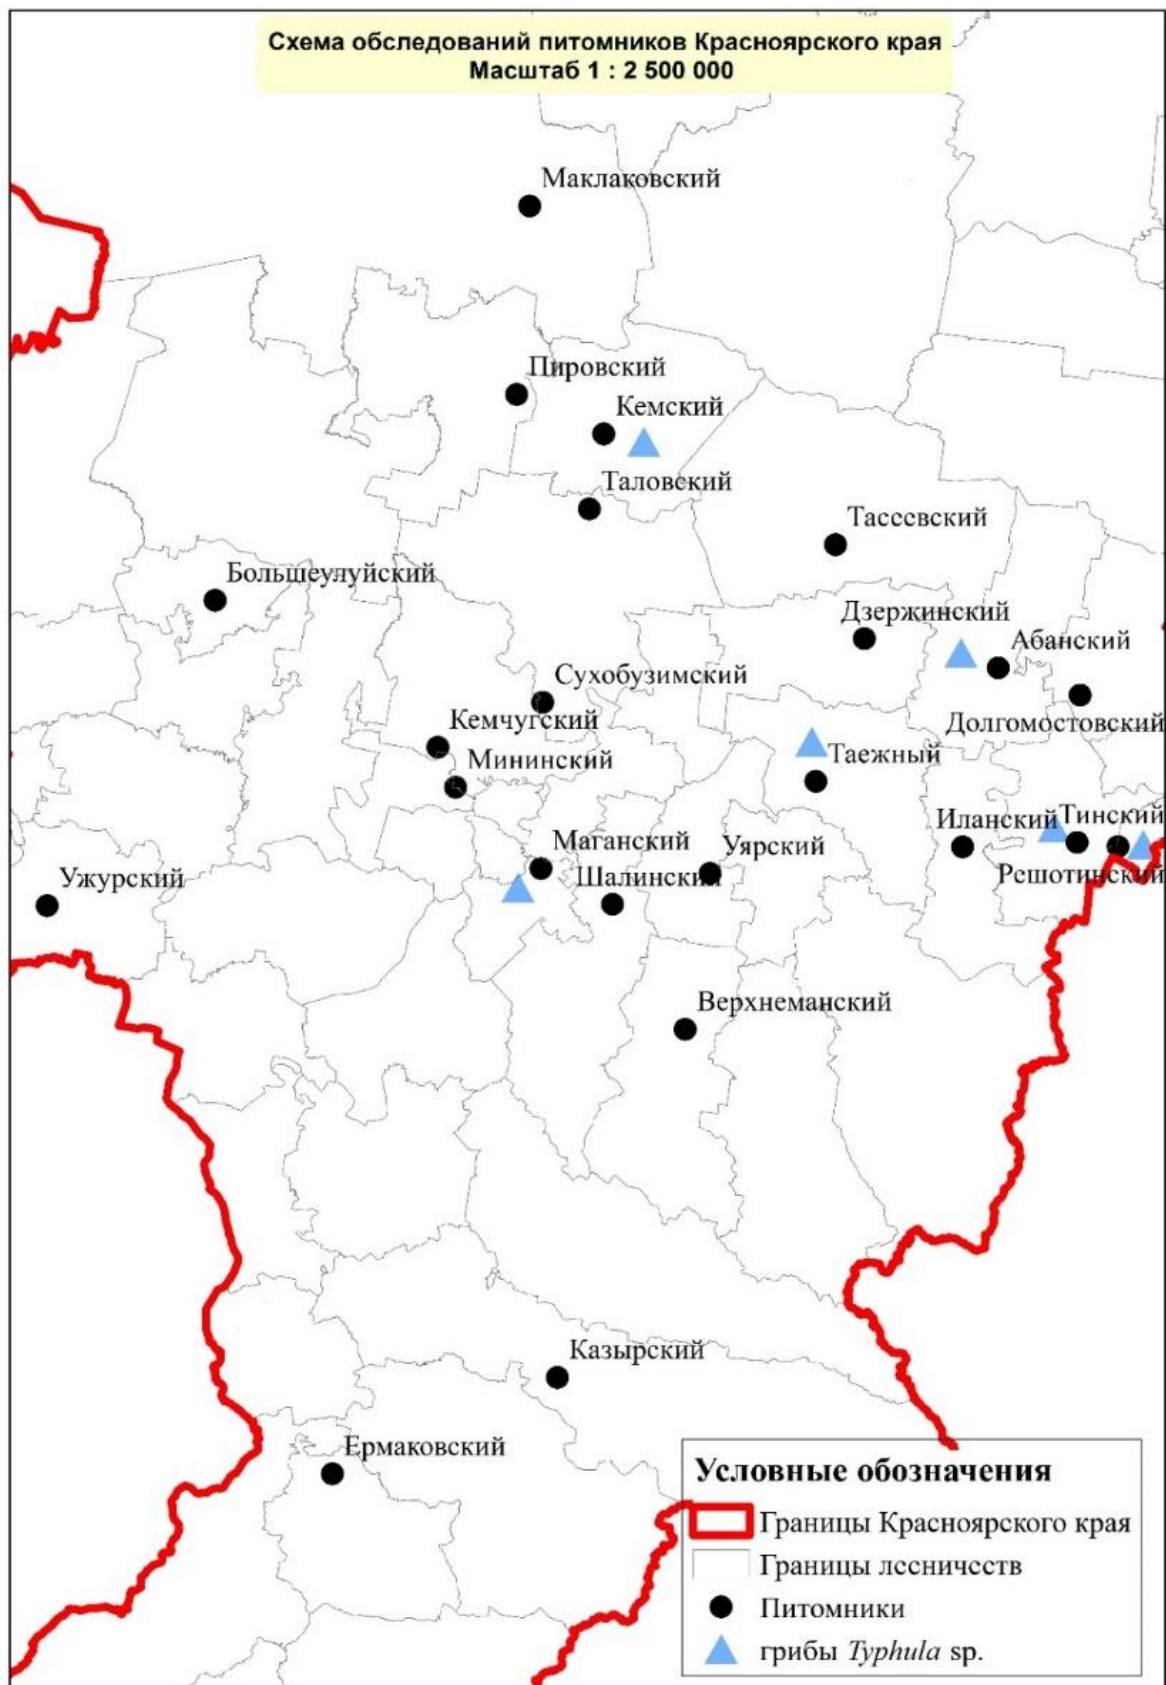 Схема обследований питомников Красноярского края
Масштаб 1 : 2 500 000
Маклаковский
Пировский
Кемский
Таловский
Тасеевский
Большеулуйский
Дзержинский
Абанский
Сухобузимский
Долгомостовский
Кемчугский
Мининский
Таежный
Иланский
Тинский
Маганский
Уярский
Ужурский
Шалинский
Решотинский
Верхнеманский
Казырский
Ермаковский
Условные обозначения
Границы Красноярского края
Границы лесничеств
Питомники
грибы Typhula sp.